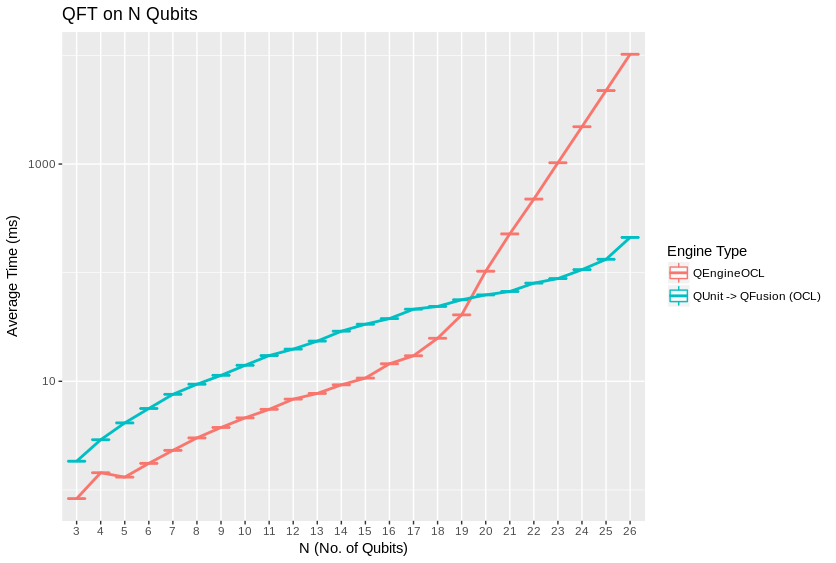 QFT on N Qubits
Average Time (ms)
1000
10
3 4 5 6 7 8 9 10 11 12 13 14 15 16 17 18 19 20 21 22 23 24 25 26
N (No. of Qubits)
Engine Type
QEngineOCL
QUnit -> QFusion (OCL)